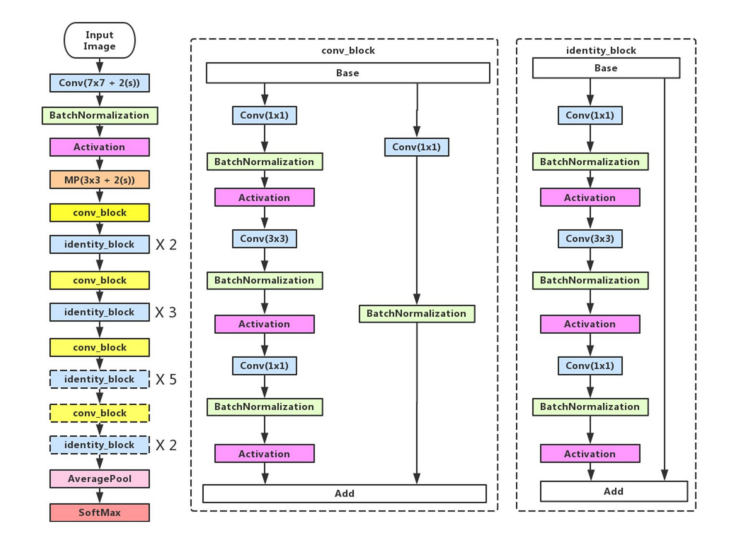 Input
Image
Conv(7x7 + 2(s))
BatchNormalization
Activation
MP(3x3 + 2(s))
conv_block
identity_block X 2
conv_block
identity_block X 3
conv_block
identity_block X 5
conv_block
identity_block X 2
AveragePool
SoftMax
conv_block
Base
Conv(1x1)
BatchNormalization
Activation
Conv(3x3)
BatchNormalization
Activation
Conv(1x1)
BatchNormalization
Activation
Conv(1x1)
BatchNormalization
Add
identity_block
Base
Conv(1x1)
BatchNormalization
Activation
Conv(3x3)
BatchNormalization
Activation
Conv(1x1)
BatchNormalization
Activation
Add